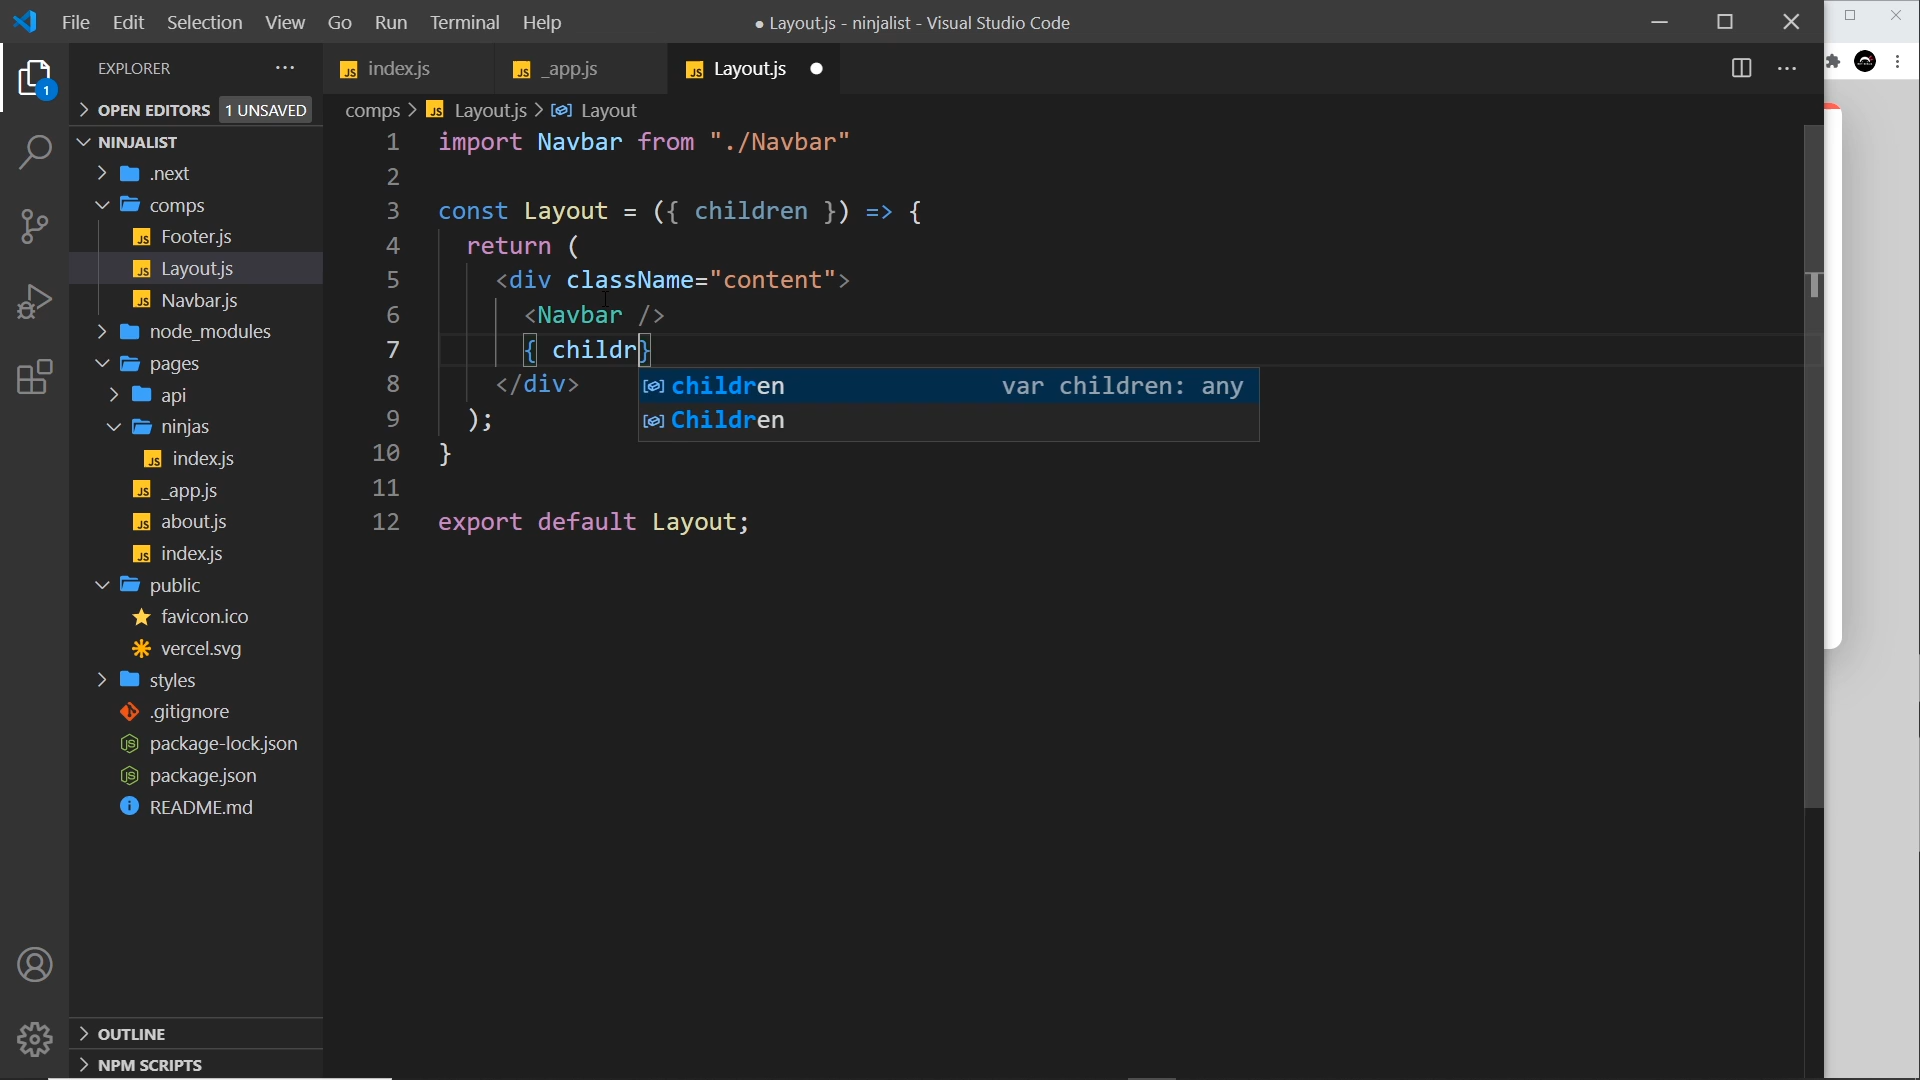 File Edit Selection View Go Run Terminal Help
● Layout.js - ninjalist - Visual Studio Code
1
EXPLORER
OPEN EDITORS 1 UNSAVED
NINJALIST
.next
comps
Footer.js
Layout.js
Navbar.js
node_modules
pages
api
ninjas
index.js
_app.js
about.js
index.js
public
favicon.ico
vercel.svg
styles
.gitignore
package-lock.json
package.json
README.md
OUTLINE
NPM SCRIPTS
JS index.js
JS _app.js
JS Layout.js ●
comps > JS Layout.js > Layout
1 import Navbar from "./Navbar"
2
3 const Layout = ({ children }) => {
4 return (
5 <div className="content">
6 <Navbar />
7 { childr}
8 </div>
9 );
10 }
11
12 export default Layout;
children var children: any
Children